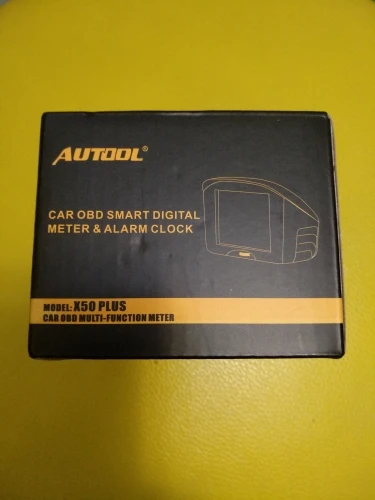 AUTOOL®
CAR OBD SMART DIGITAL
METER & ALARM CLOCK
MODEL: X50 PLUS
CAR OBD MULTI-FUNCTION METER